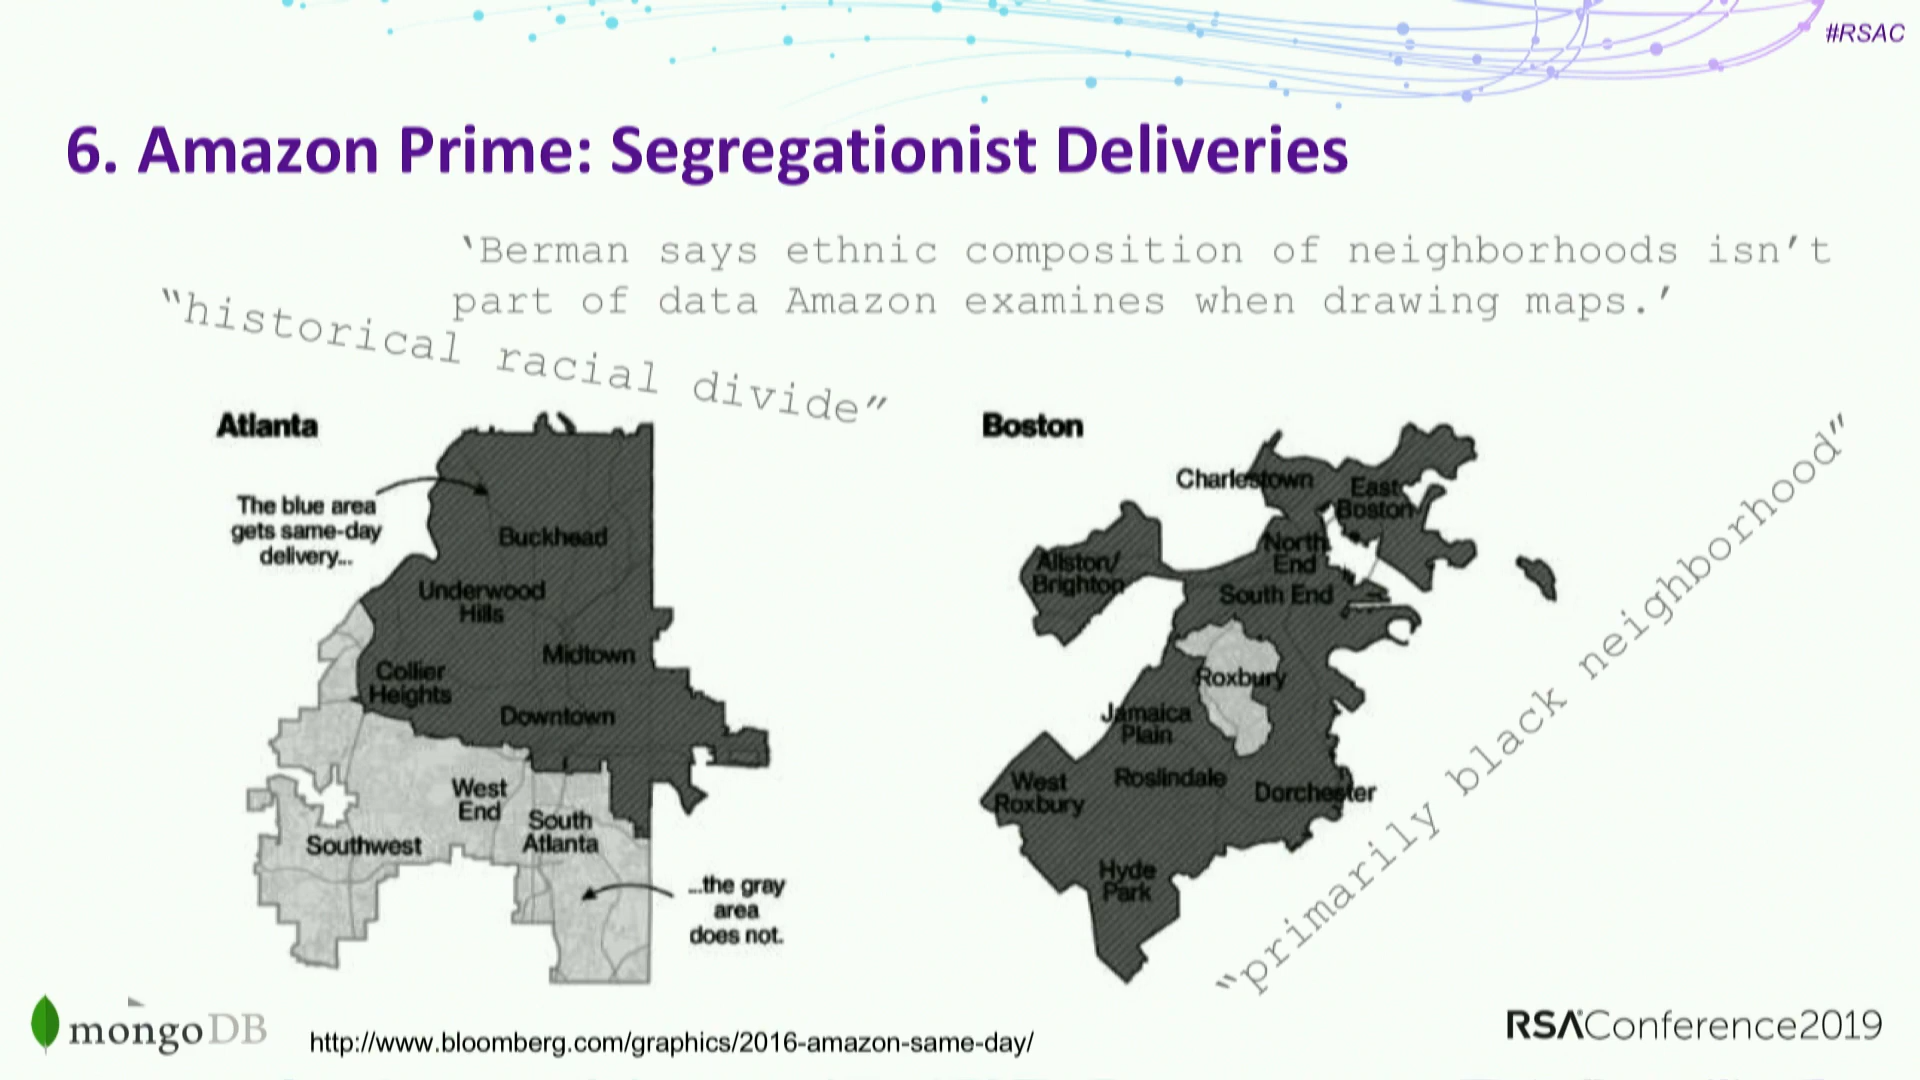 #RSAC
6. Amazon Prime: Segregationist Deliveries
‘Berman says ethnic composition of neighborhoods isn’t
part of data Amazon examines when drawing maps.’
“historical racial divide”
Atlanta
The blue area
gets same-day
delivery...
Buckhead
Underwood
Hills
Midtown
Collier
Heights
Downtown
West
End
South
Atlanta
Southwest
...the gray
area
does not.
Boston
Charlestown
East
Boston
North
End
Allston/
Brighton
South End
Roxbury
Jamaica
Plain
West
Roxbury
Roslindale
Dorchester
Hyde
Park
“primarily black neighborhood”
mongoDB
http://www.bloomberg.com/graphics/2016-amazon-same-day/
RSAConference2019